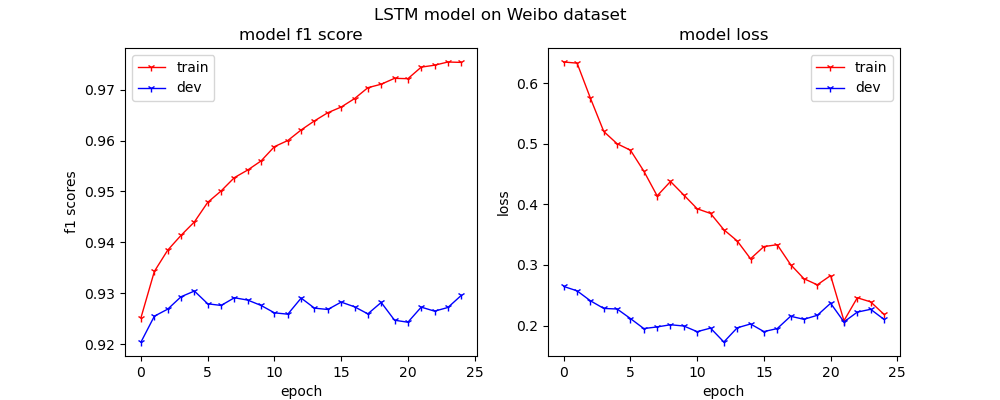 LSTM model on Weibo dataset
model f1 score
train
dev
0.97
0.96
0.95
0.94
0.93
0.92
f1 scores
0 5 10 15 20 25
epoch
model loss
train
dev
0.6
0.5
0.4
0.3
0.2
loss
0 5 10 15 20 25
epoch